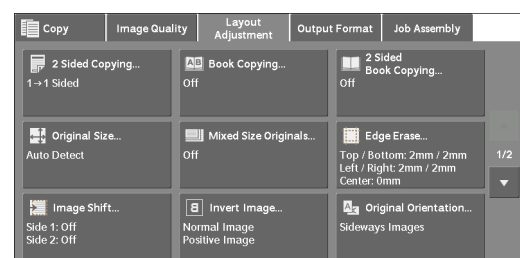 Copy
Image Quality
Layout
Adjustment
Output Format
Job Assembly
2 Sided Copying...
1→1 Sided
AB Book Copying...
Off
2 Sided
Book Copying...
Off
Original Size...
Auto Detect
Mixed Size Originals...
Off
Edge Erase...
Top / Bottom: 2mm / 2mm
Left / Right: 2mm / 2mm
Center: 0mm
1/2
Image Shift...
Side 1: Off
Side 2: Off
B Invert Image...
Normal Image
Positive Image
A Original Orientation...
Sideways Images